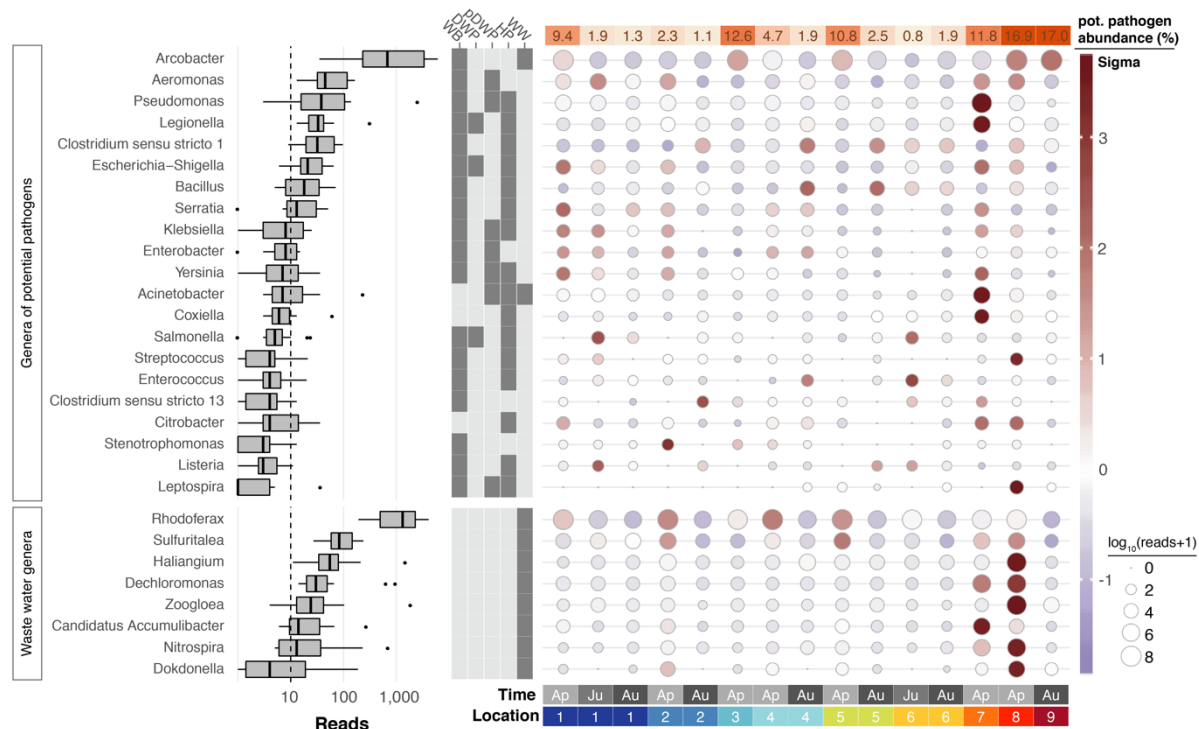 WB DWP pDWP HP WW
9.4 1.9 1.3 2.3 1.1 12.6 4.7 1.9 10.8 2.5 0.8 1.9 11.8 16.9 17.0
pot. pathogen
abundance (%)
Genera of potential pathogens
Arcobacter
Aeromonas
Pseudomonas
Legionella
Clostridium sensu stricto 1
Escherichia−Shigella
Bacillus
Serratia
Klebsiella
Enterobacter
Yersinia
Acinetobacter
Coxiella
Salmonella
Streptococcus
Enterococcus
Clostridium sensu stricto 13
Citrobacter
Stenotrophomonas
Listeria
Leptospira
Waste water genera
Rhodoferax
Sulfuritalea
Haliangium
Dechloromonas
Zoogloea
Candidatus Accumulibacter
Nitrospira
Dokdonella
10 100 1,000
Reads
Sigma
3
2
1
0
-1
log10(reads+1)
0
2
4
6
8
Time Ap Ju Au Ap Au Ap Ap Au Ap Au Ju Au Ap Ap Au
Location 1 1 1 2 2 3 4 4 5 5 6 6 7 8 9